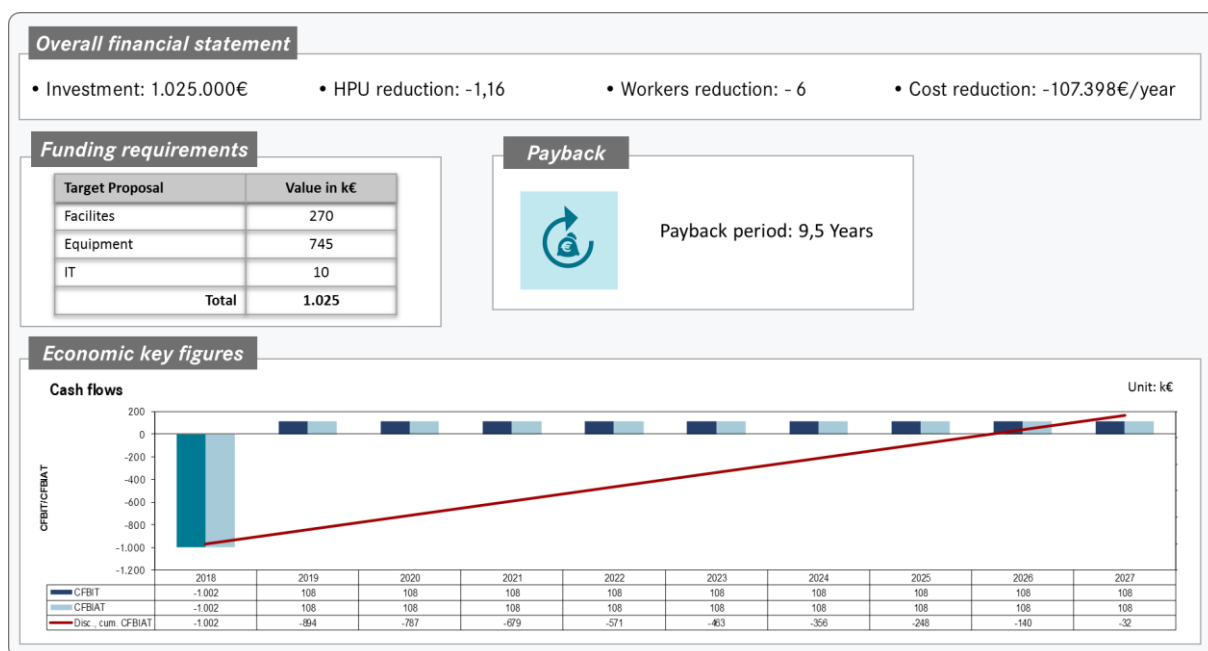 Overall financial statement
• Investment: 1.025.000€ • HPU reduction: -1,16 • Workers reduction: - 6 • Cost reduction: -107.398€/year
Funding requirements
Target Proposal Value in k€
Facilites 270
Equipment 745
IT 10
Total 1.025
Payback
€
Payback period: 9,5 Years
Economic key figures
Cash flows
Unit: k€
CFBIT/CFBIAT
200
0
-200
-400
-600
-800
-1.000
-1.200
2018 2019 2020 2021 2022 2023 2024 2025 2026 2027
CFBIT -1.002 108 108 108 108 108 108 108 108 108
CFBIAT -1.002 108 108 108 108 108 108 108 108 108
Disc., cum. CFBIAT -1.002 -894 -787 -679 -571 -463 -356 -248 -140 -32